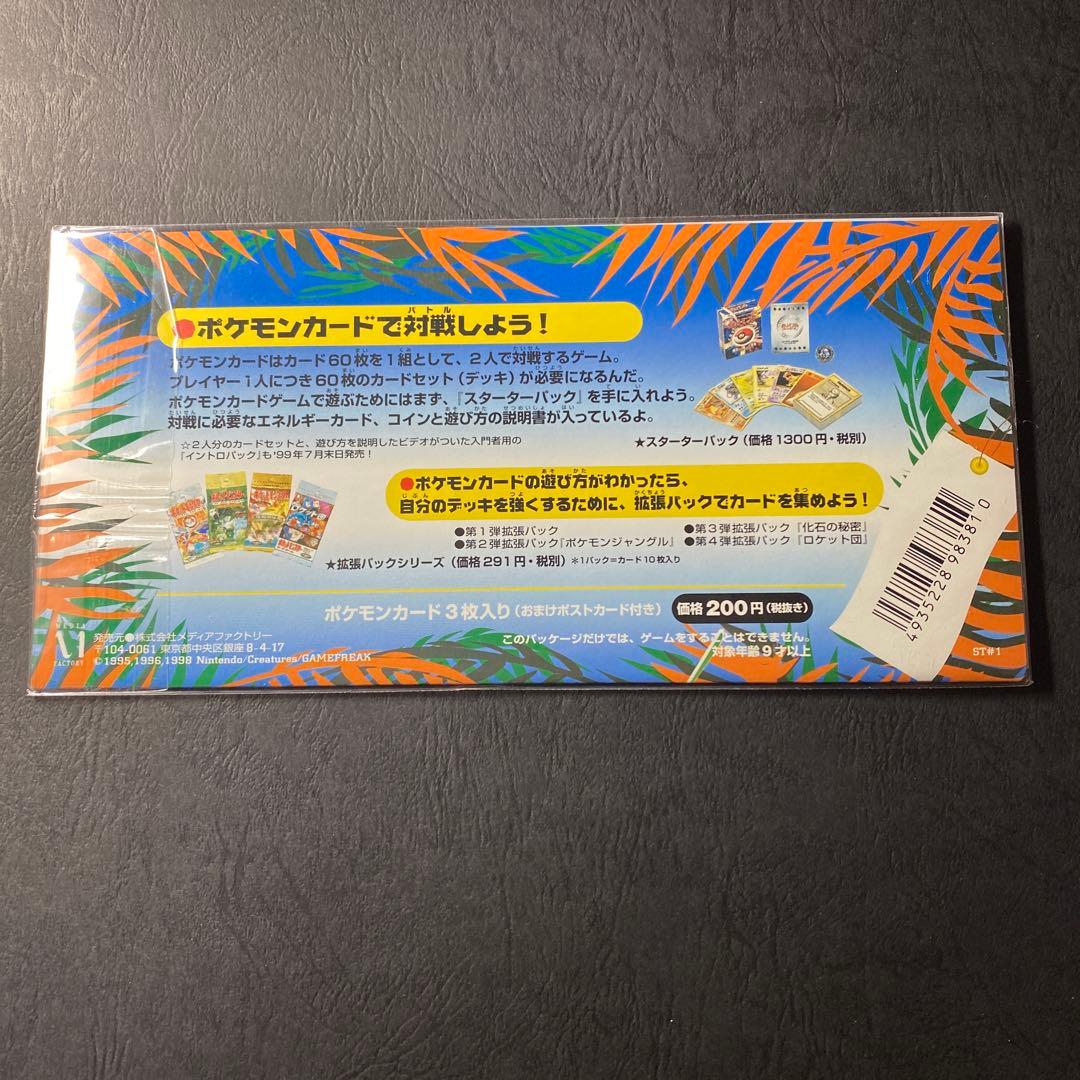 ●ポケモンカードで対戦しよう！
バトル
ポケモンカードはカード60枚を1組として、2人で対戦するゲーム。
プレイヤー1人につき60枚のカードセット（デッキ）が必要になるんだ。
ポケモンカードゲームで遊ぶためにはまず、『スターターパック』を手に入れよう。
対戦に必要なエネルギーカード、コインと遊び方の説明書が入っているよ。
☆2人分のカードセットと、遊び方を説明したビデオがついた入門者用の
『イントロパック』も'99年7月末日発売！
★スターターパック（価格1300円・税別）
●ポケモンカードの遊び方がわかったら、
自分のデッキを強くするために、拡張パックでカードを集めよう！
●第1弾拡張パック
●第2弾拡張パック『ポケモンジャングル』
●第3弾拡張パック『化石の秘密』
●第4弾拡張パック『ロケット団』
★拡張パックシリーズ（価格291円・税別）＊1パック＝カード10枚入り
ポケモンカード3枚入り（おまけポストカード付き）
価格200円（税抜き）
このパッケージだけでは、ゲームをすることはできません。
対象年齢9才以上
MEDIA
FACTORY
発売元●株式会社メディアファクトリー
〒104-0061 東京都中央区銀座8-4-17
©1995,1996,1998 Nintendo/Creatures/GAMEFREAK
4935228983810
ST#1